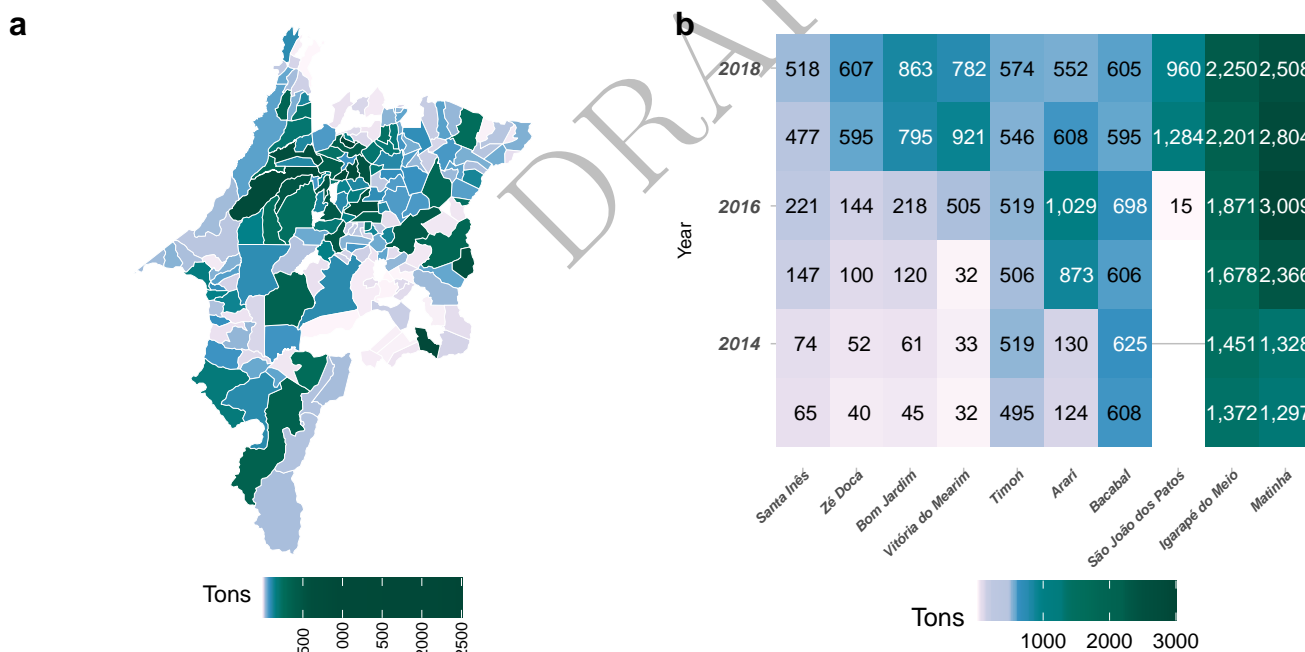 a
b
DRA
2018 518 607 863 782 574 552 605 960 2,250 2,508
477 595 795 921 546 608 595 1,284 2,201 2,804
2016 221 144 218 505 519 1,029 698 15 1,871 3,009
147 100 120 32 506 873 606 1,678 2,366
2014 74 52 61 33 519 130 625 1,451 1,328
65 40 45 32 495 124 608 1,372 1,297
Year
Santa Inês
Zé Doca
Bom Jardim
Vitória do Mearim
Timon
Arari
Bacabal
São João dos Patos
Igarapé do Meio
Matinha
Tons
Tons
1000 2000 3000